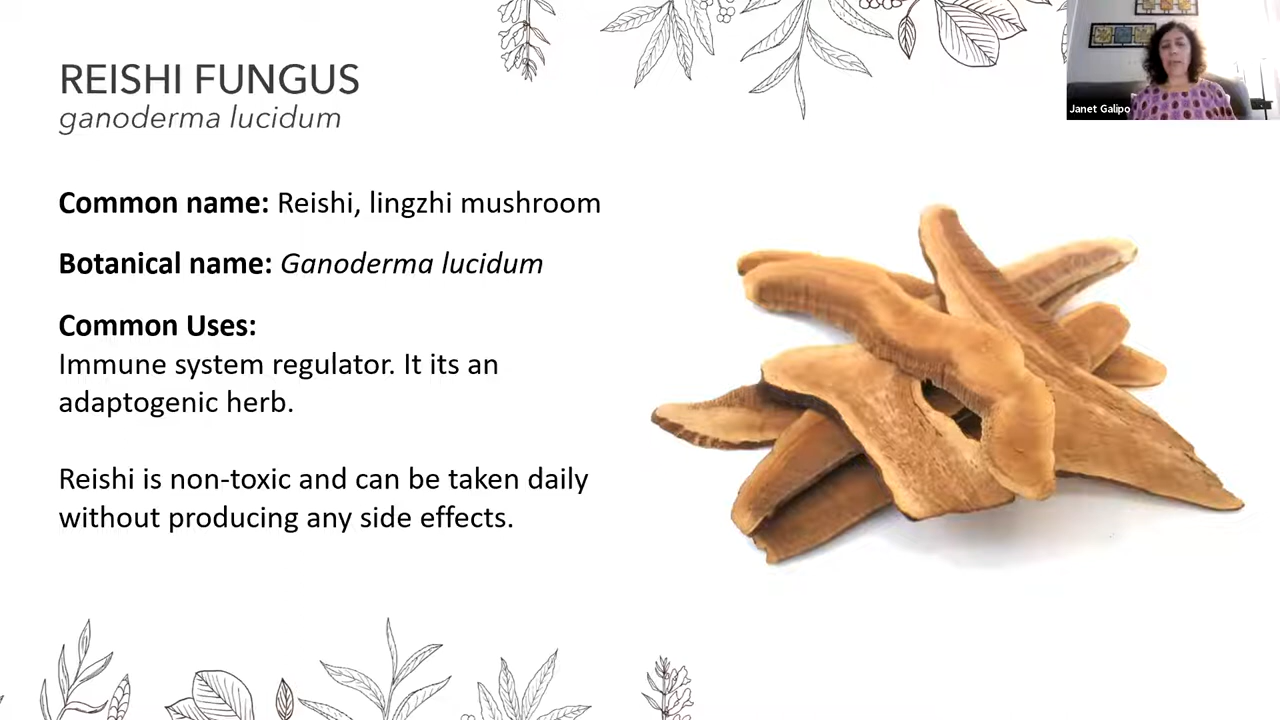 REISHI FUNGUS
ganoderma lucidum
Common name: Reishi, lingzhi mushroom
Botanical name: Ganoderma lucidum
Common Uses:
Immune system regulator. It its an
adaptogenic herb.
Reishi is non-toxic and can be taken daily
without producing any side effects.
Janet Galipo